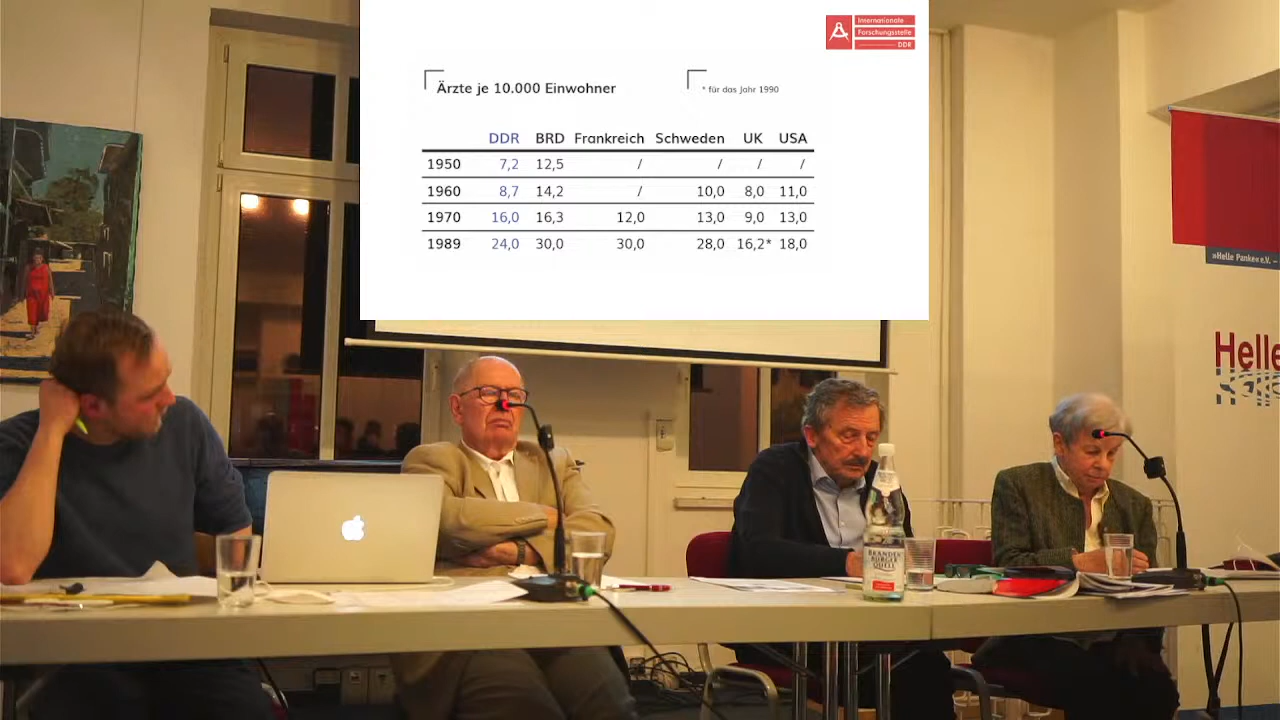 Internationale
Forschungsstelle
DDR
Ärzte je 10.000 Einwohner
* für das Jahr 1990
DDR BRD Frankreich Schweden UK USA
1950 7,2 12,5 / / / /
1960 8,7 14,2 / 10,0 8,0 11,0
1970 16,0 16,3 12,0 13,0 9,0 13,0
1989 24,0 30,0 30,0 28,0 16,2* 18,0
»Helle Panke« e.V. –
Helle
BRANDEN
BURGER
QUELL